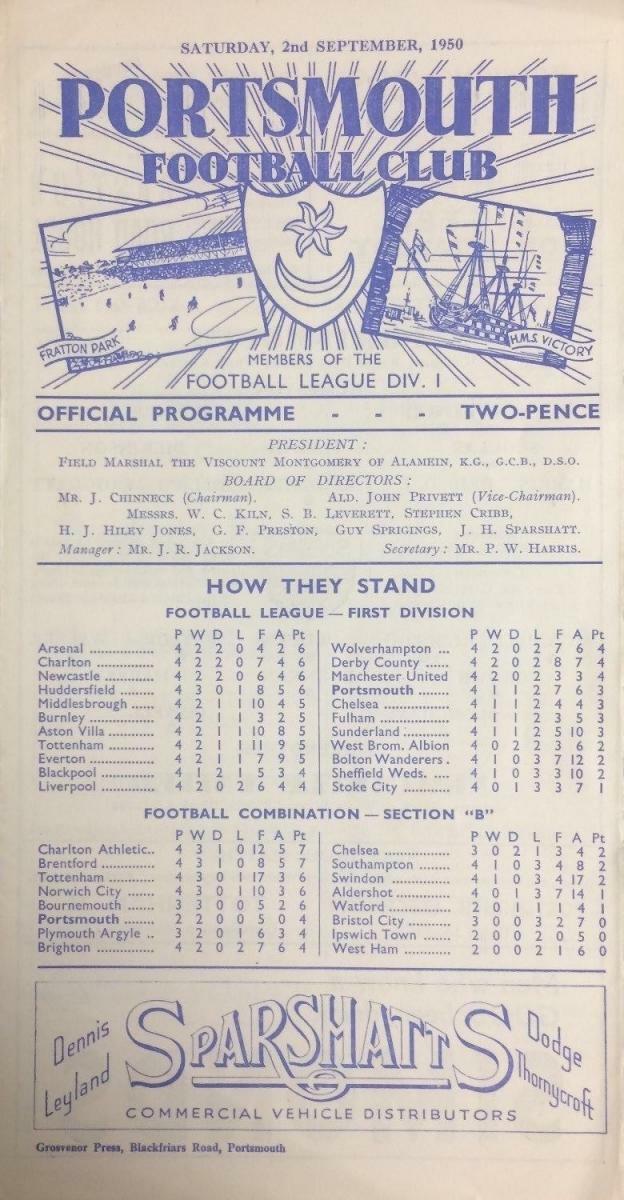 SATURDAY, 2nd SEPTEMBER, 1950
PORTSMOUTH
FOOTBALL CLUB
FRATTON PARK
H.M.S. VICTORY
MEMBERS OF THE
FOOTBALL LEAGUE DIV. 1
OFFICIAL PROGRAMME - - - TWO-PENCE
PRESIDENT :
FIELD MARSHAL THE VISCOUNT MONTGOMERY OF ALAMEIN, K.G., G.C.B., D.S.O.
BOARD OF DIRECTORS :
MR. J. CHINNECK (Chairman). ALD. JOHN PRIVETT (Vice-Chairman).
MESSRS. W. C. KILN, S. B. LEVERETT, STEPHEN CRIBB,
H. J. HILEY JONES, G. F. PRESTON, GUY SPRIGINGS, J. H. SPARSHATT.
Manager : MR. J. R. JACKSON. Secretary : MR. P. W. HARRIS.
HOW THEY STAND
FOOTBALL LEAGUE — FIRST DIVISION
P W D L F A Pt
Arsenal ............... 4 2 2 0 4 2 6
Charlton ............... 4 2 2 0 7 4 6
Newcastle ............... 4 2 2 0 6 4 6
Huddersfield ......... 4 3 0 1 8 5 6
Middlesbrough ...... 4 2 1 1 10 4 5
Burnley ............... 4 2 1 1 3 2 5
Aston Villa ............ 4 2 1 1 10 8 5
Tottenham ............ 4 2 1 1 11 9 5
Everton ............... 4 2 1 1 7 9 5
Blackpool ............ 4 1 2 1 5 3 4
Liverpool ............ 4 2 0 2 6 4 4
P W D L F A Pt
Wolverhampton ... 4 2 0 2 7 6 4
Derby County ...... 4 2 0 2 8 7 4
Manchester United 4 2 0 2 3 3 4
Portsmouth ........ 4 1 1 2 7 6 3
Chelsea ............... 4 1 1 2 4 4 3
Fulham ............... 4 1 1 2 3 5 3
Sunderland ......... 4 1 1 2 5 10 3
West Brom. Albion 4 0 2 2 3 6 2
Bolton Wanderers . 4 1 0 3 7 12 2
Sheffield Weds. .... 4 1 0 3 3 10 2
Stoke City ............ 4 0 1 3 3 7 1
FOOTBALL COMBINATION — SECTION "B"
P W D L F A Pt
Charlton Athletic.. 4 3 1 0 12 5 7
Brentford ............ 4 3 1 0 8 5 7
Tottenham ............ 4 3 0 1 17 3 6
Norwich City ...... 4 3 0 1 10 3 6
Bournemouth ...... 3 3 0 0 5 2 6
Portsmouth ........ 2 2 0 0 5 0 4
Plymouth Argyle .. 3 2 0 1 6 3 4
Brighton ............... 4 2 0 2 7 6 4
P W D L F A Pt
Chelsea ............... 3 0 2 1 3 4 2
Southampton ...... 4 1 0 3 4 8 2
Swindon ............... 4 1 0 3 4 17 2
Aldershot ............ 4 0 1 3 7 14 1
Watford ............... 2 0 1 1 1 4 1
Bristol City ......... 3 0 0 3 2 7 0
Ipswich Town ...... 2 0 0 2 0 5 0
West Ham ............ 2 0 0 2 1 6 0
Dennis
Leyland
SPARSHATTS
Dodge
Thornycroft
COMMERCIAL VEHICLE DISTRIBUTORS
Grosvenor Press, Blackfriars Road, Portsmouth